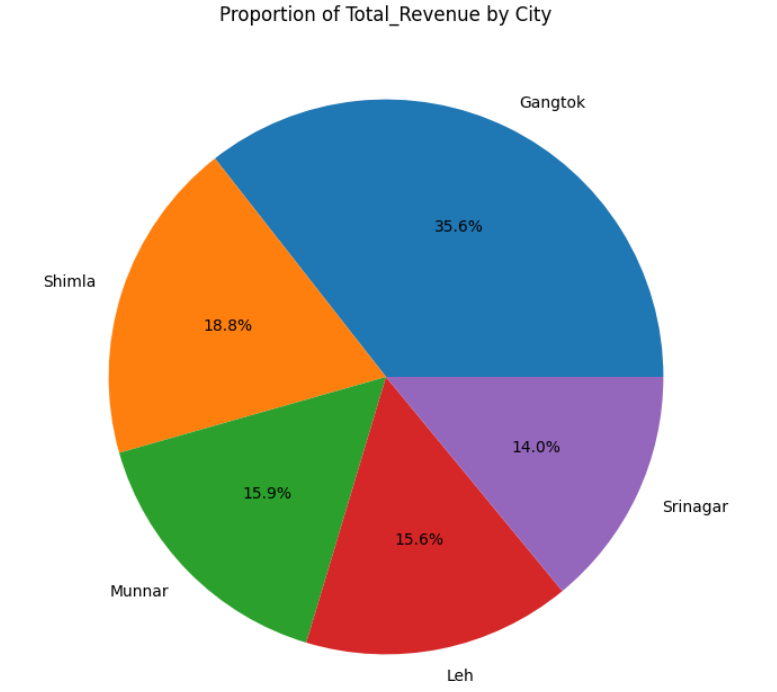 Proportion of Total_Revenue by City
Gangtok
35.6%
Shimla
18.8%
Munnar
15.9%
Leh
15.6%
Srinagar
14.0%